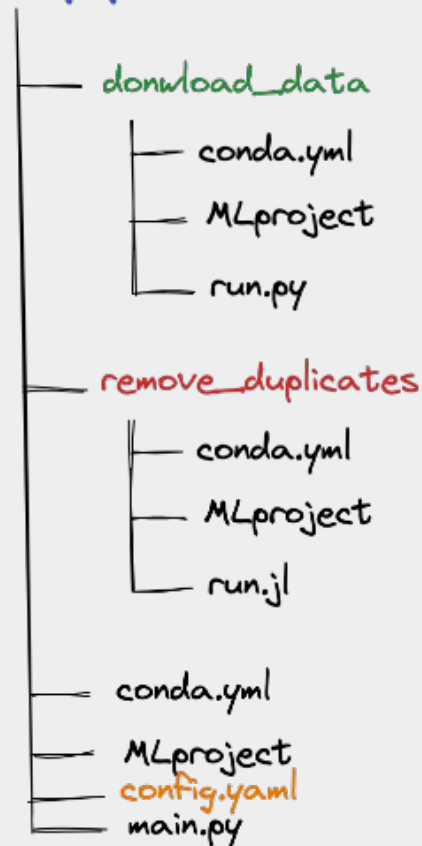 donwload_data
conda.yml
MLproject
run.py
remove_duplicates
conda.yml
MLproject
run.jl
conda.yml
MLproject
config.yaml
main.py